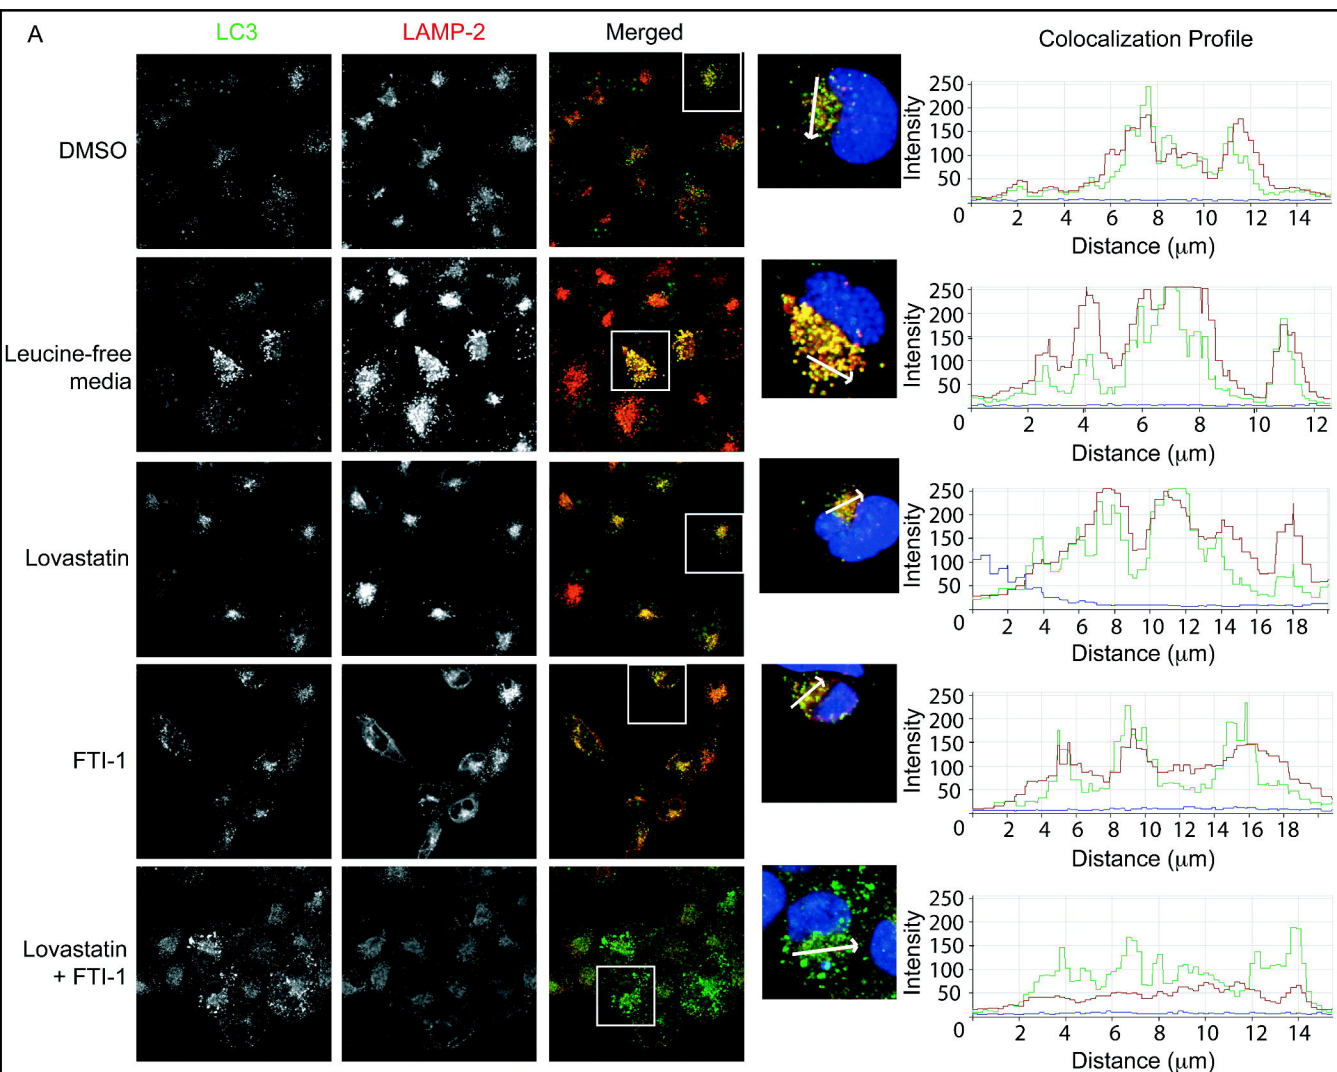 A
LC3
LAMP-2
Merged
Colocalization Profile
DMSO
Intensity
250
200
150
100
50
0
2 4 6 8 10 12 14
Distance (μm)
Leucine-free
media
Intensity
250
200
150
100
50
0
2 4 6 8 10 12
Distance (μm)
Lovastatin
Intensity
250
200
150
100
50
0
2 4 6 8 10 12 14 16 18
Distance (μm)
FTI-1
Intensity
250
200
150
100
50
0
2 4 6 8 10 12 14 16 18
Distance (μm)
Lovastatin
+ FTI-1
Intensity
250
200
150
100
50
0
2 4 6 8 10 12 14
Distance (μm)